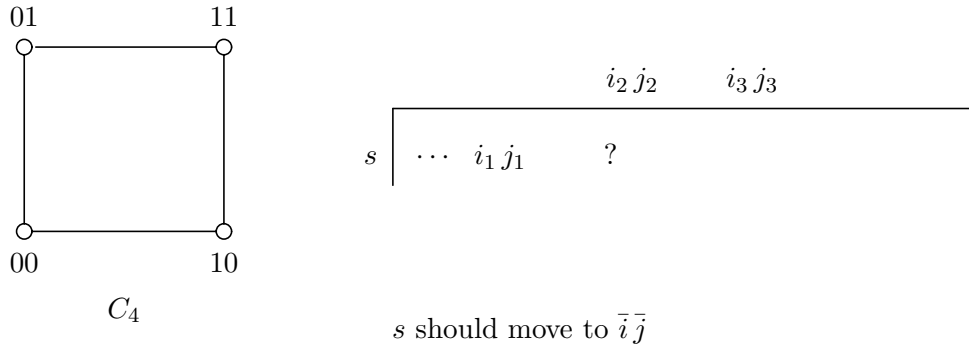 01 11
00 10
C₄
i₂ j₂ i₃ j₃
s ⋯ i₁ j₁ ?
s should move to ī j̄